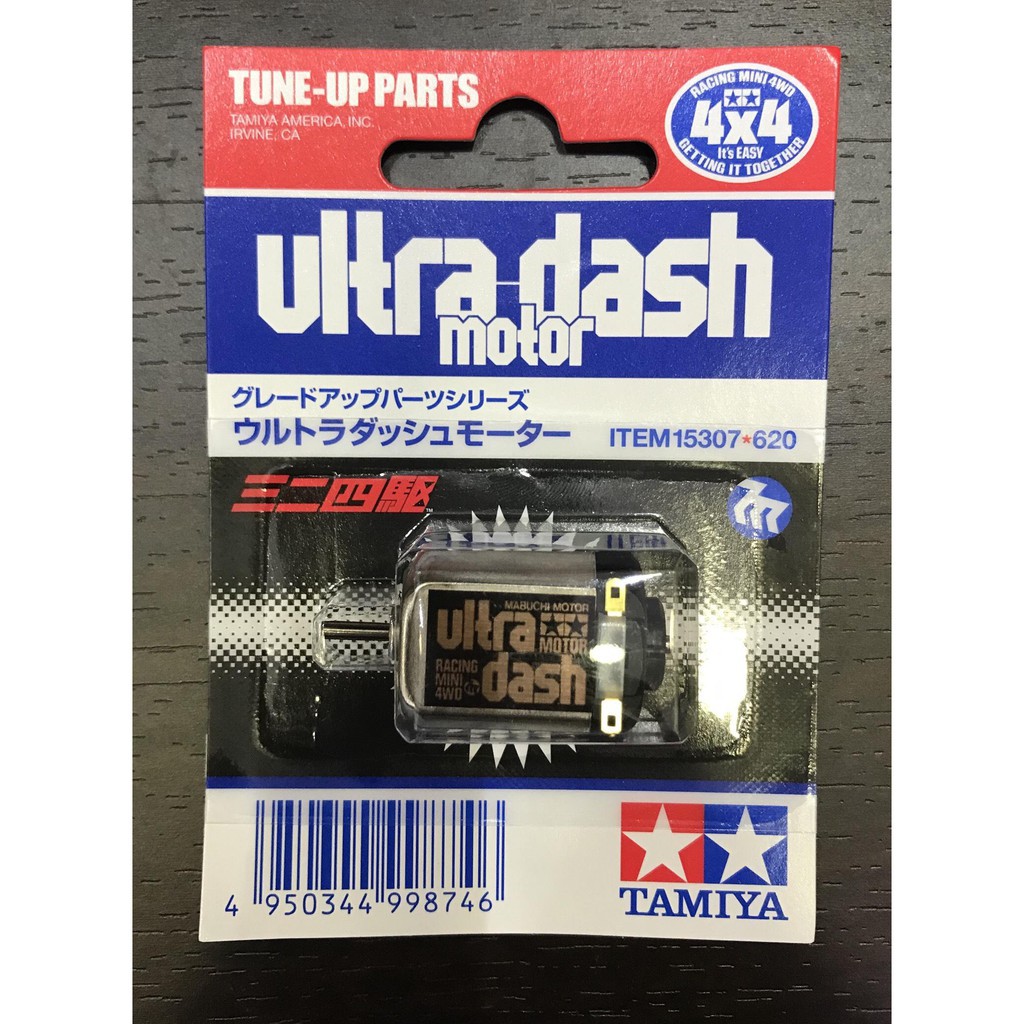 TUNE-UP PARTS
TAMIYA AMERICA, INC.
IRVINE, CA
RACING MINI 4WD
4x4
It's EASY
GETTING IT TOGETHER
ultra-dash
motor
グレードアップパーツシリーズ
ウルトラダッシュモーター
ITEM15307★620
ミニ四駆™
MABUCHI MOTOR
ultra
MOTOR
RACING
MINI
4WD
dash
4 950344 998746
TAMIYA